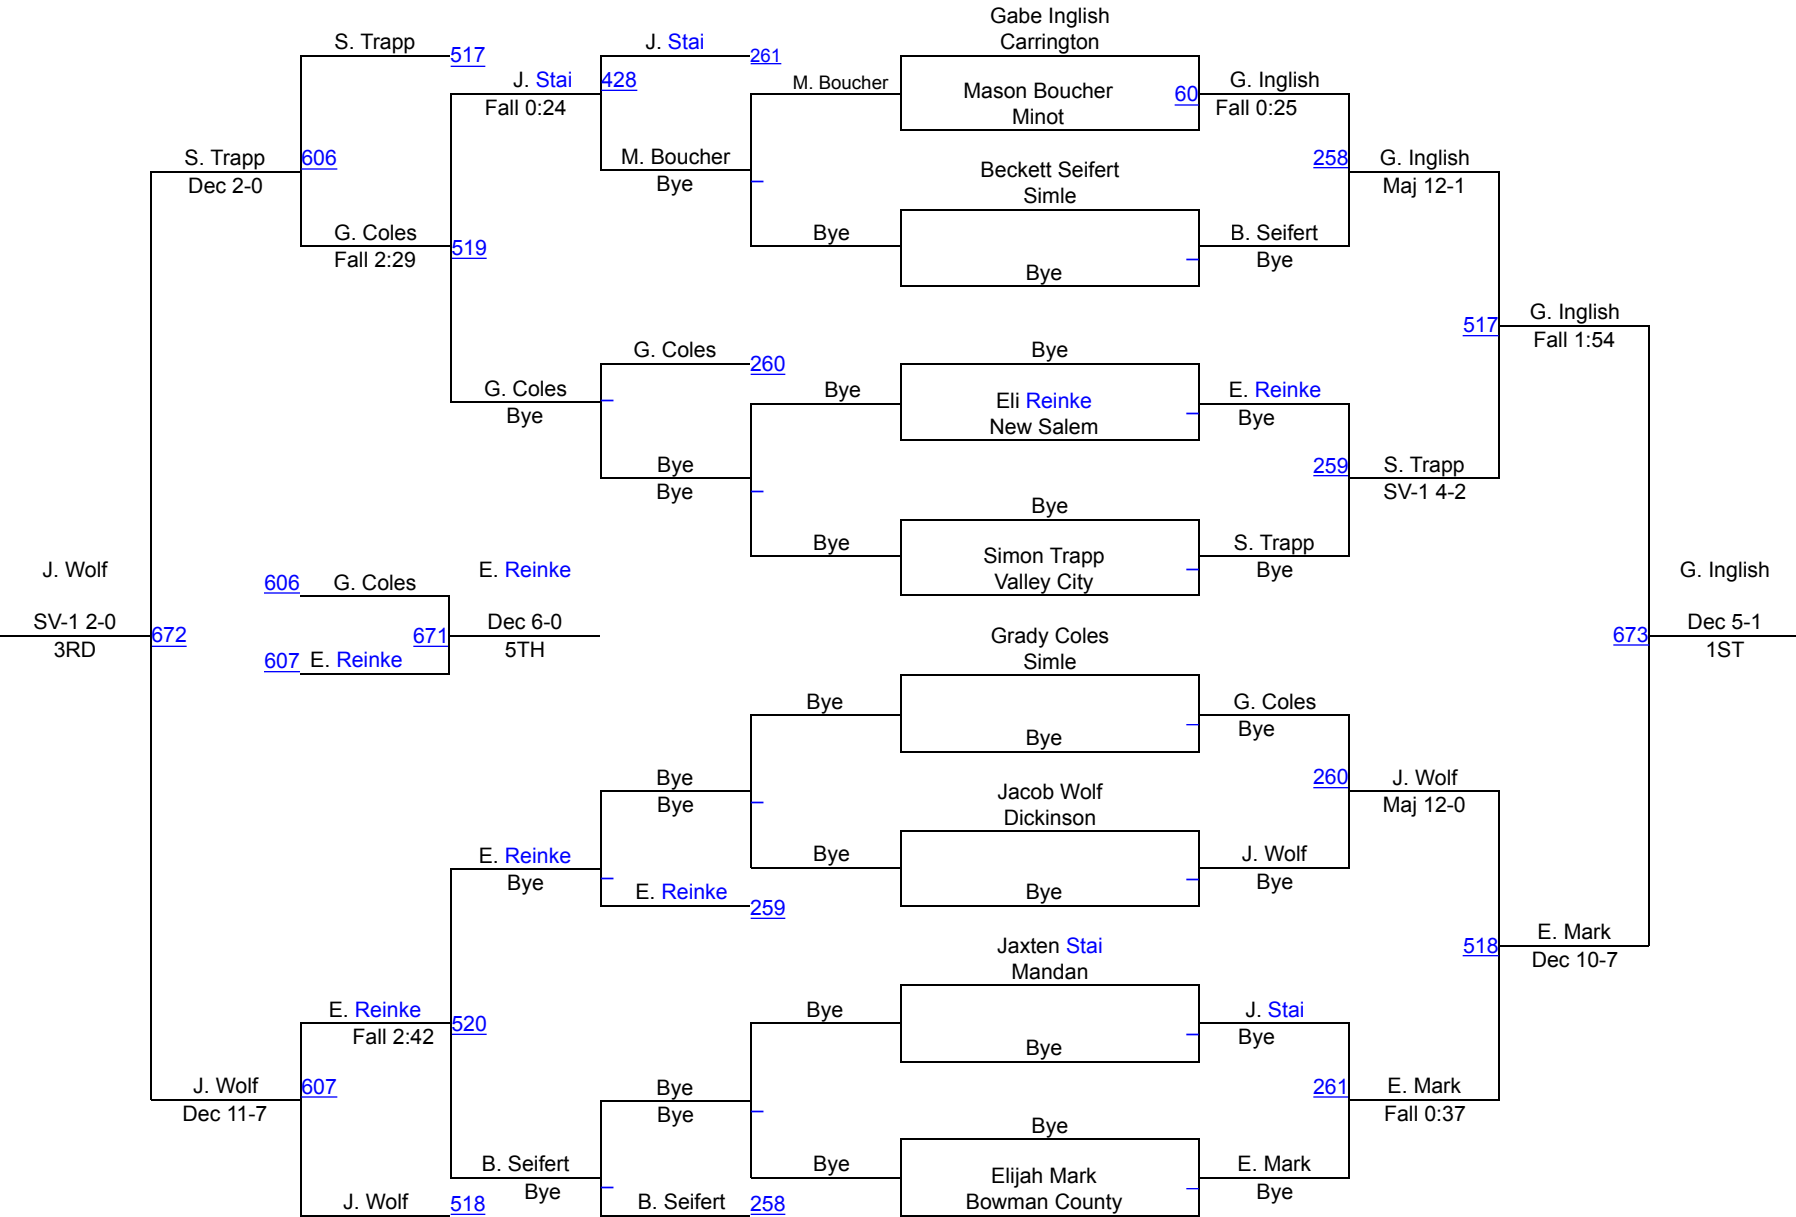 Gabe Inglish
S. Trapp
J. Stai
Carrington
517
261
J. Stai
428
M. Boucher
Mason Boucher
60
G. Inglish
Fall 0:24
Minot
Fall 0:25
S. Trapp
606
M. Boucher
Beckett Seifert
258
G. Inglish
Dec 2-0
Bye
Simle
Maj 12-1
G. Coles
519
Bye
B. Seifert
Fall 2:29
Bye
Bye
G. Inglish
517
Fall 1:54
G. Coles
260
Bye
G. Coles
Bye
Eli Reinke
E. Reinke
Bye
New Salem
Bye
Bye
259
S. Trapp
Bye
Bye
SV-1 4-2
Bye
Simon Trapp
S. Trapp
J. Wolf
606
G. Coles
E. Reinke
Valley City
Bye
G. Inglish
SV-1 2-0
672
671
Dec 6-0
Grady Coles
673
Dec 5-1
3RD
607
E. Reinke
5TH
Simle
1ST
Bye
G. Coles
Bye
Bye
Bye
Jacob Wolf
260
J. Wolf
Bye
Dickinson
Maj 12-0
E. Reinke
Bye
J. Wolf
Bye
E. Reinke
Bye
Bye
259
Jaxten Stai
518
E. Mark
Mandan
Dec 10-7
E. Reinke
520
Bye
J. Stai
Fall 2:42
Bye
Bye
J. Wolf
607
Bye
261
E. Mark
Dec 11-7
Bye
Bye
Fall 0:37
B. Seifert
Bye
Elijah Mark
E. Mark
Bye
Bye
J. Wolf
518
B. Seifert
258
Bowman County